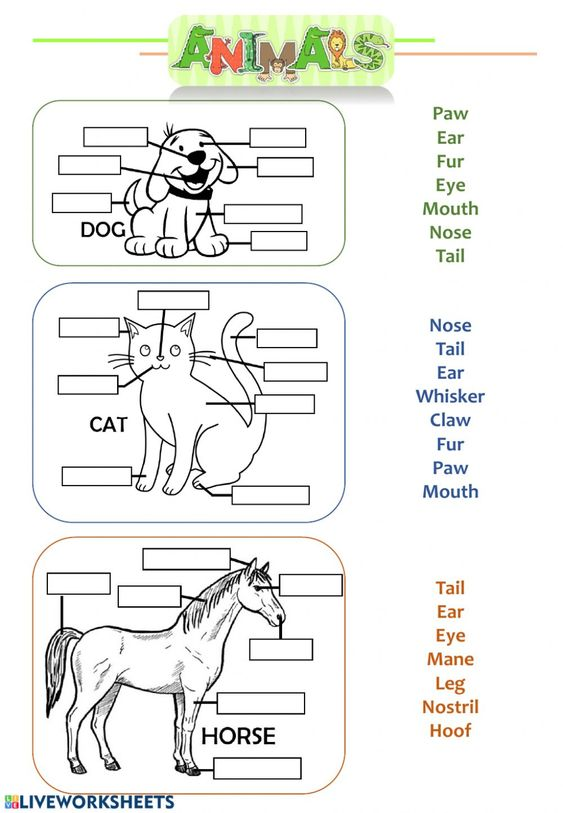 ANIMALS
Paw
Ear
Fur
Eye
Mouth
Nose
Tail
DOG
Nose
Tail
Ear
Whisker
Claw
Fur
Paw
Mouth
CAT
Tail
Ear
Eye
Mane
Leg
Nostril
Hoof
HORSE
LIVE LIVEWORKSHEETS